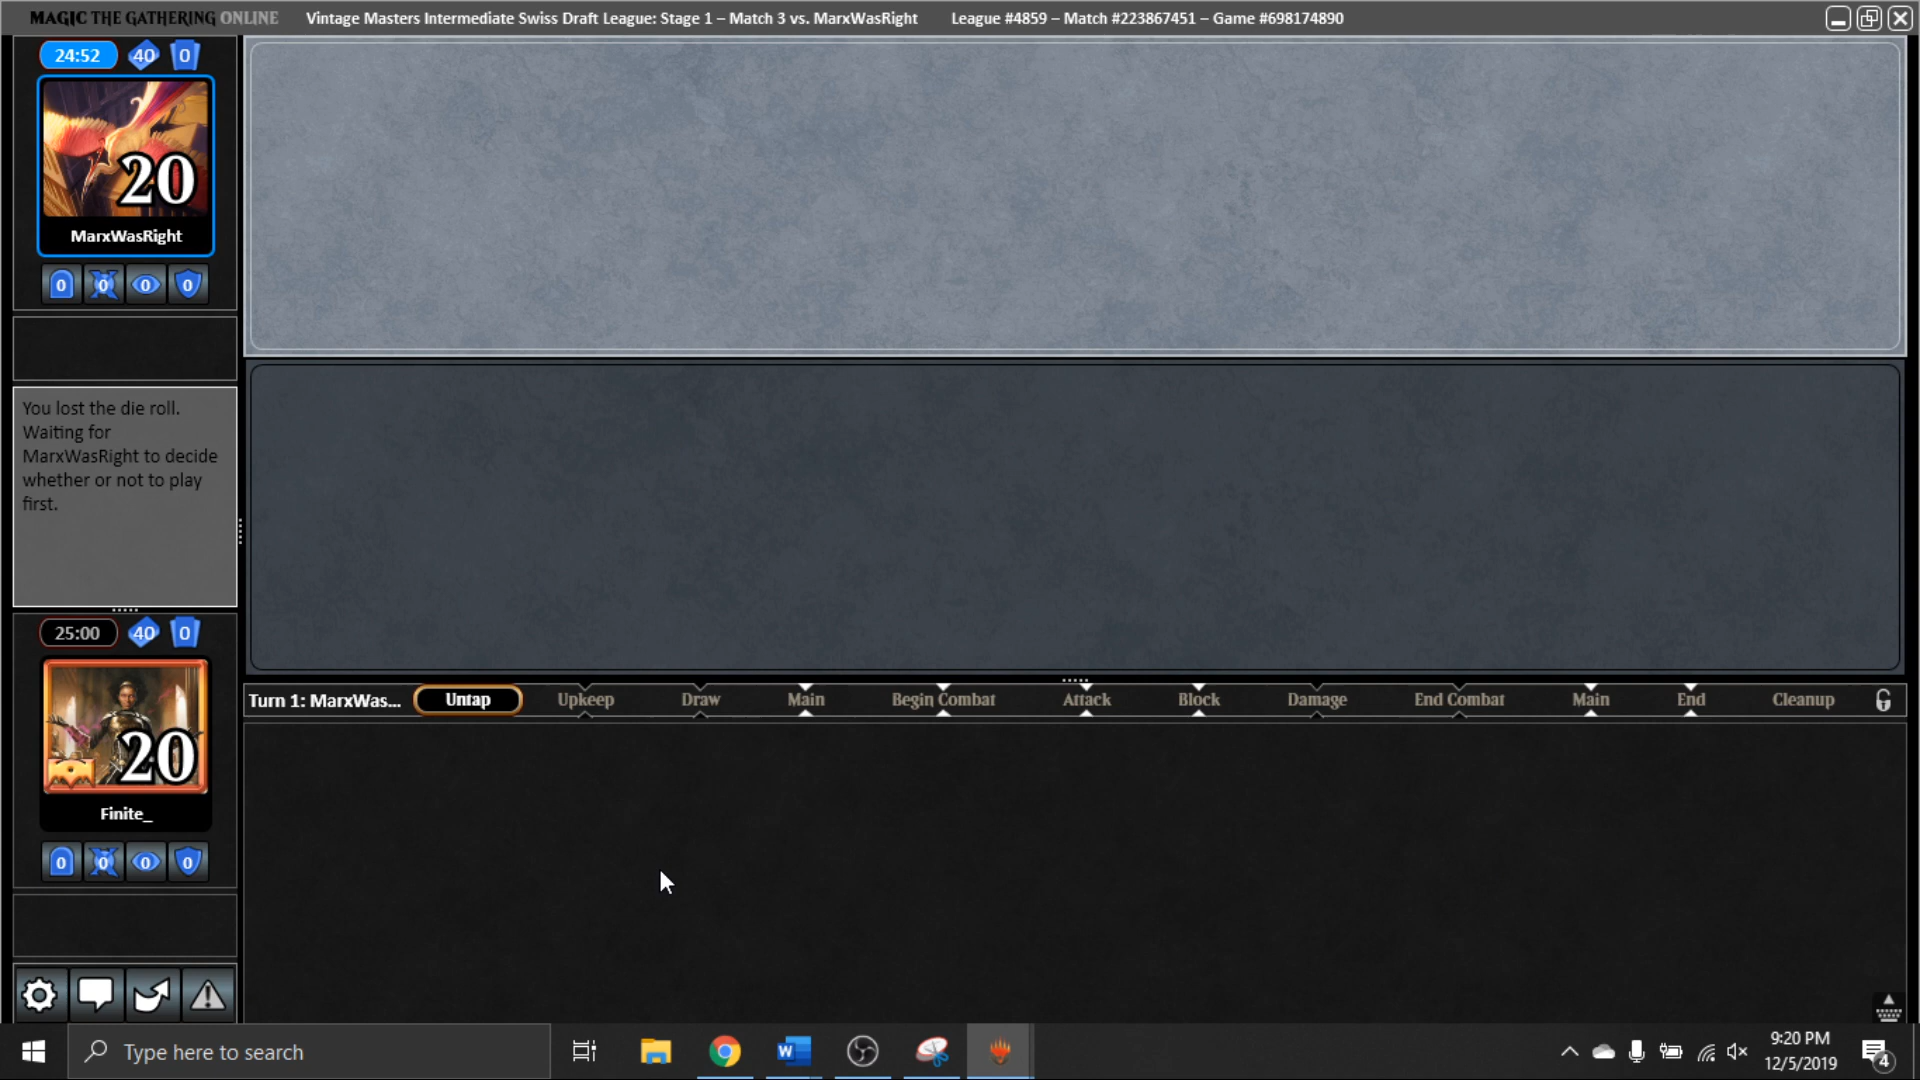 MAGIC THE GATHERING ONLINE Vintage Masters Intermediate Swiss Draft League: Stage 1 – Match 3 vs. MarxWasRight League #4859 – Match #223867451 – Game #698174890
24:52 40 0
20
MarxWasRight
0 0 0 0
You lost the die roll.
Waiting for
MarxWasRight to decide
whether or not to play
first.
25:00 40 0
20
Finite_
0 0 0 0
Turn 1: MarxWas... Untap Upkeep Draw Main Begin Combat Attack Block Damage End Combat Main End Cleanup
Type here to search
9:20 PM
12/5/2019
4